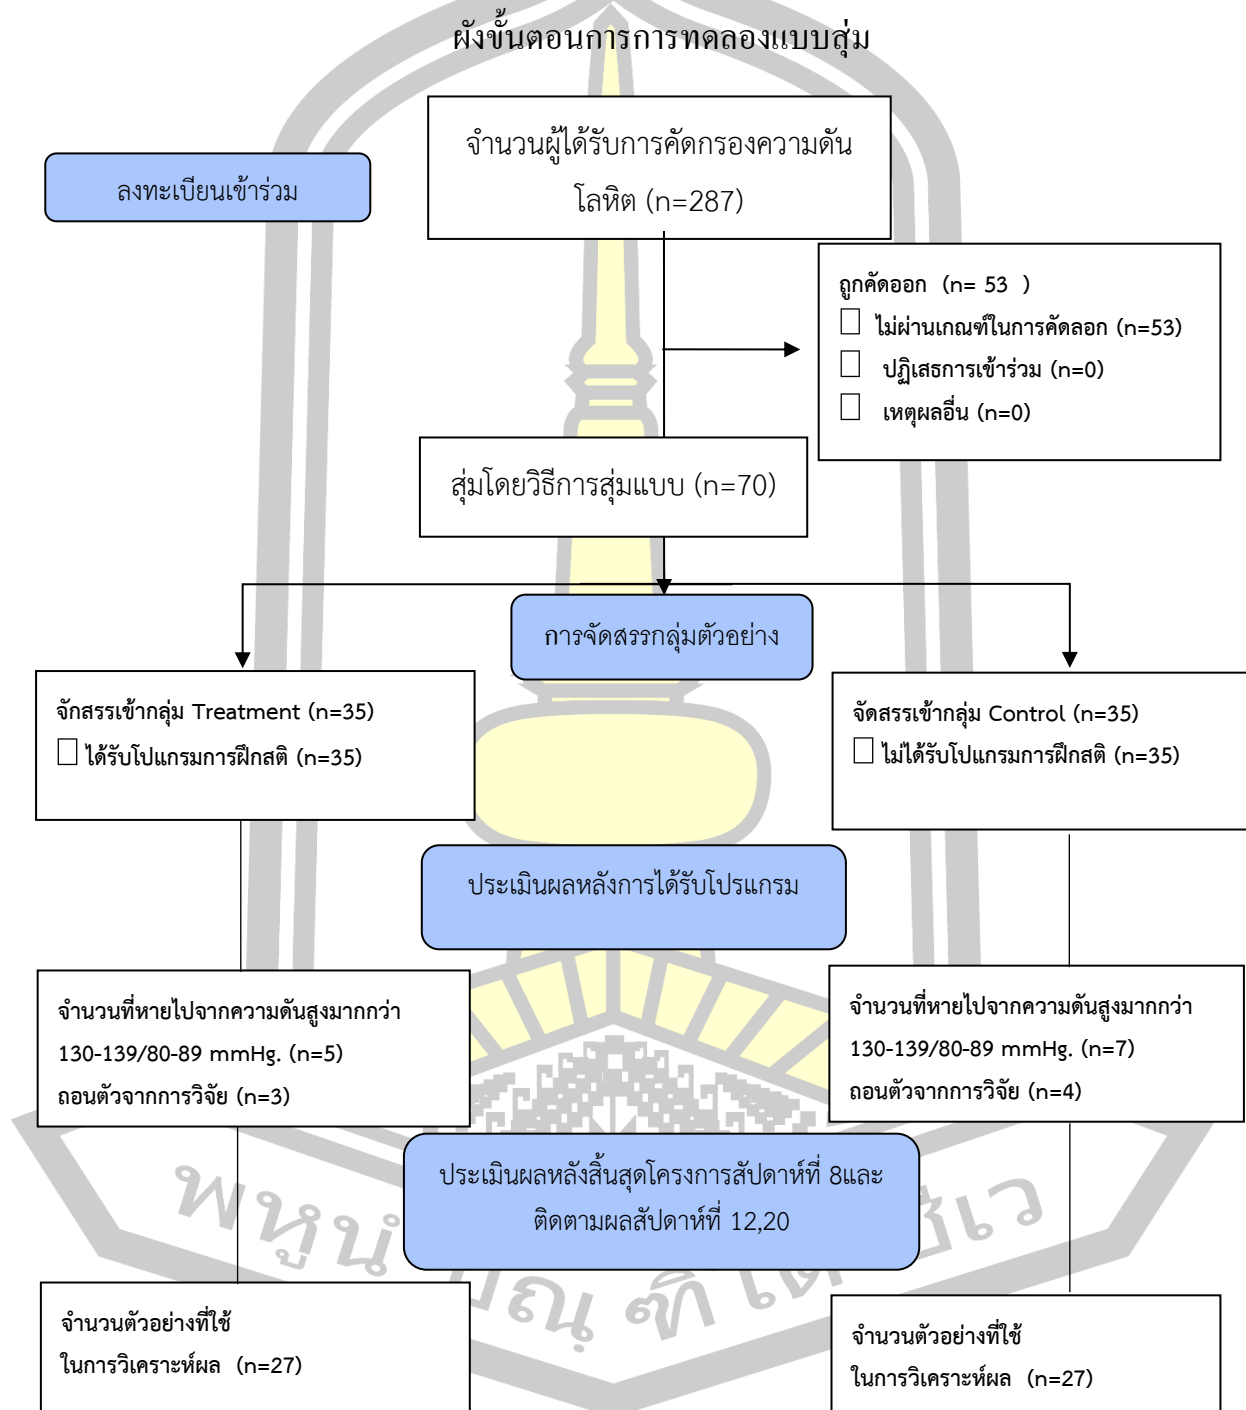 ผังขั้นตอนการการทดลองแบบสุ่ม
จำนวนผู้ได้รับการคัดกรองความดัน
โลหิต (n=287)
ลงทะเบียนเข้าร่วม
ถูกคัดออก (n= 53 )
ไม่ผ่านเกณฑ์ในการคัดลอก (n=53)
ปฏิเสธการเข้าร่วม (n=0)
เหตุผลอื่น (n=0)
สุ่มโดยวิธีการสุ่มแบบ (n=70)
การจัดสรรกลุ่มตัวอย่าง
จักสรรเข้ากลุ่ม Treatment (n=35)
ได้รับโปแกรมการฝึกสติ (n=35)
จัดสรรเข้ากลุ่ม Control (n=35)
ไม่ได้รับโปแกรมการฝึกสติ (n=35)
ประเมินผลหลังการได้รับโปรแกรม
จำนวนที่หายไปจากความดันสูงมากกว่า
130-139/80-89 mmHg. (n=5)
ถอนตัวจากการวิจัย (n=3)
จำนวนที่หายไปจากความดันสูงมากกว่า
130-139/80-89 mmHg. (n=7)
ถอนตัวจากการวิจัย (n=4)
ประเมินผลหลังสิ้นสุดโครงการสัปดาห์ที่ 8และ
ติดตามผลสัปดาห์ที่ 12,20
จำนวนตัวอย่างที่ใช้
ในการวิเคราะห์ผล (n=27)
จำนวนตัวอย่างที่ใช้
ในการวิเคราะห์ผล (n=27)
พหูนํ ปณฺ ฑิ เต ชีเว